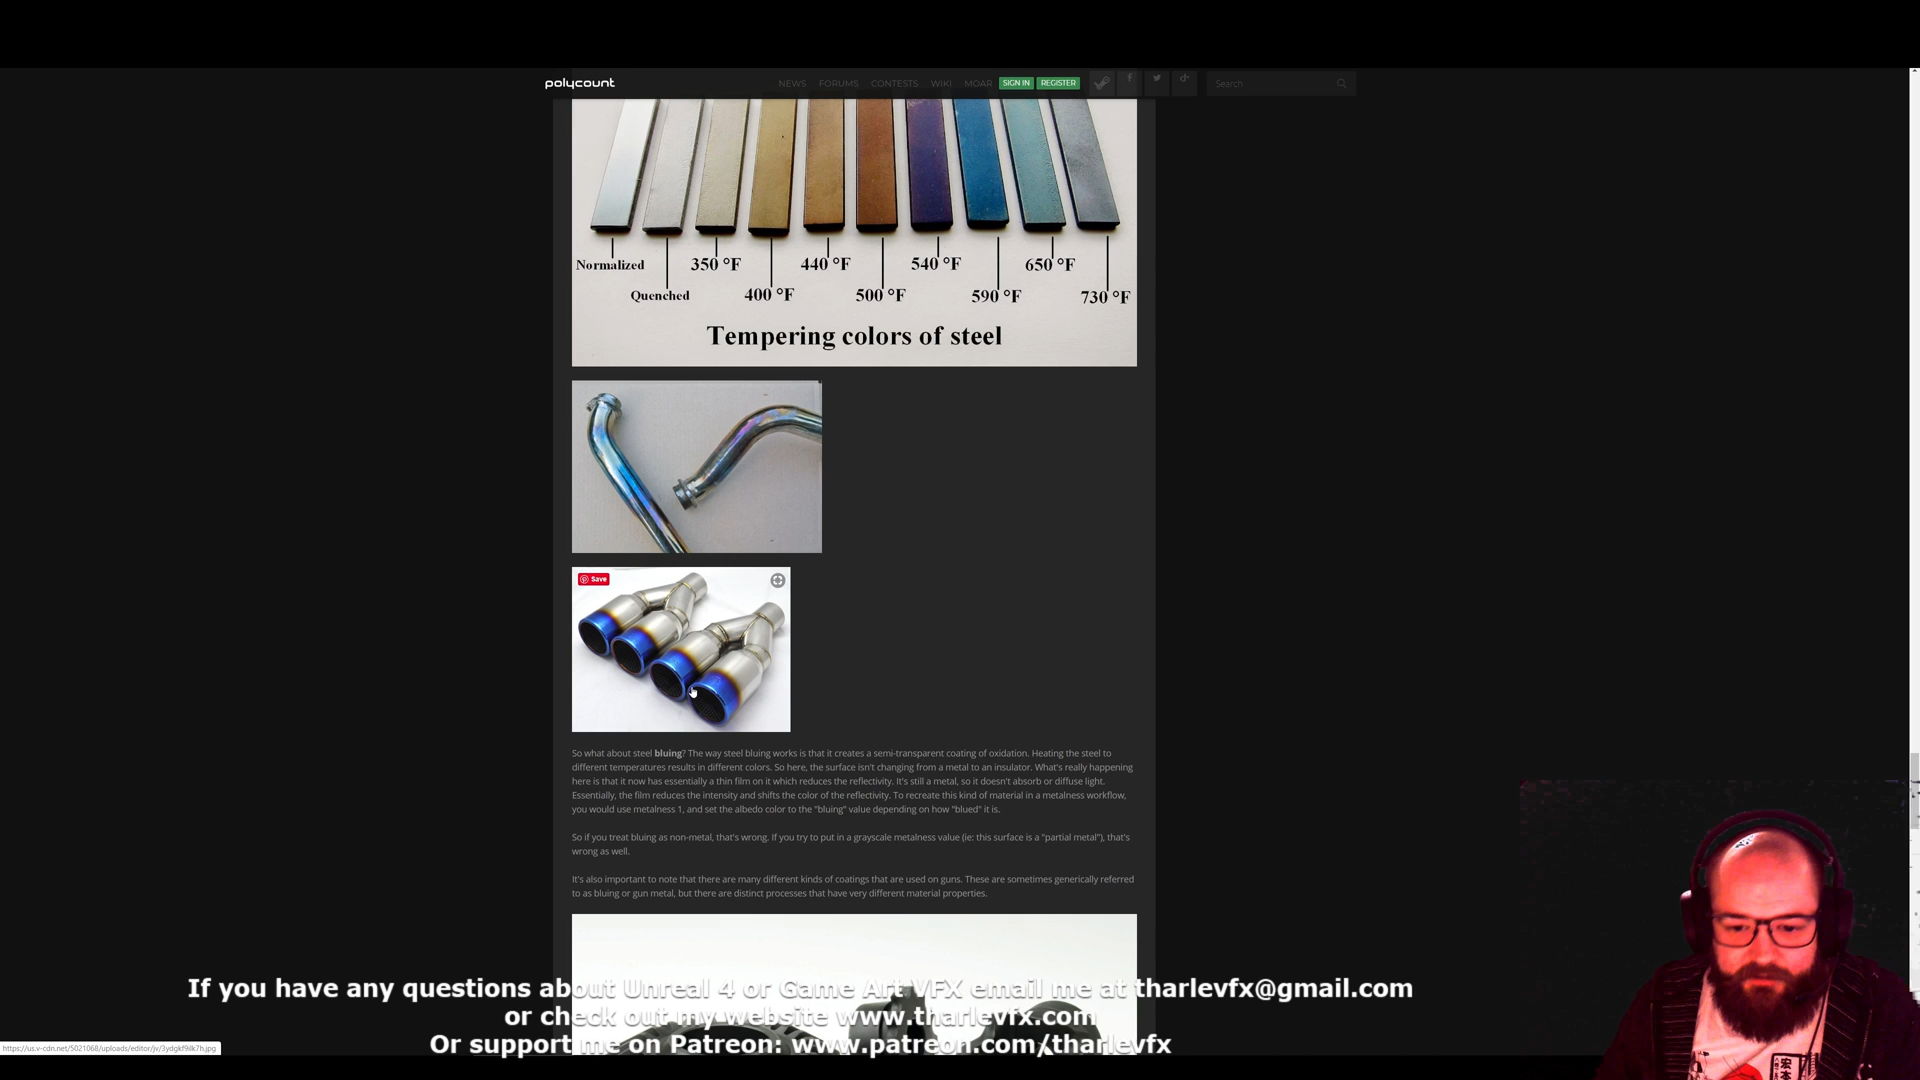 polycount
NEWS FORUMS CONTESTS WIKI MOAR SIGN IN REGISTER Search
Normalized 350 °F 440 °F 540 °F 650 °F
Quenched 400 °F 500 °F 590 °F 730 °F
Tempering colors of steel
Save
So what about steel bluing? The way steel bluing works is that it creates a semi-transparent coating of oxidation. Heating the steel to
different temperatures results in different colors. So here, the surface isn't changing from a metal to an insulator. What's really happening
here is that it now has essentially a thin film on it which reduces the reflectivity. It's still a metal, so it doesn't absorb or diffuse light.
Essentially, the film reduces the intensity and shifts the color of the reflectivity. To recreate this kind of material in a metalness workflow,
you would use metalness 1, and set the albedo color to the "bluing" value depending on how "blued" it is.
So if you treat bluing as non-metal, that's wrong. If you try to put in a grayscale metalness value (ie: this surface is a "partial metal"), that's
wrong as well.
It's also important to note that there are many different kinds of coatings that are used on guns. These are sometimes generically referred
to as bluing or gun metal, but there are distinct processes that have very different material properties.
If you have any questions about Unreal 4 or Game Art VFX email me at tharlevfx@gmail.com
or check out my website www.tharlevfx.com
Or support me on Patreon: www.patreon.com/tharlevfx